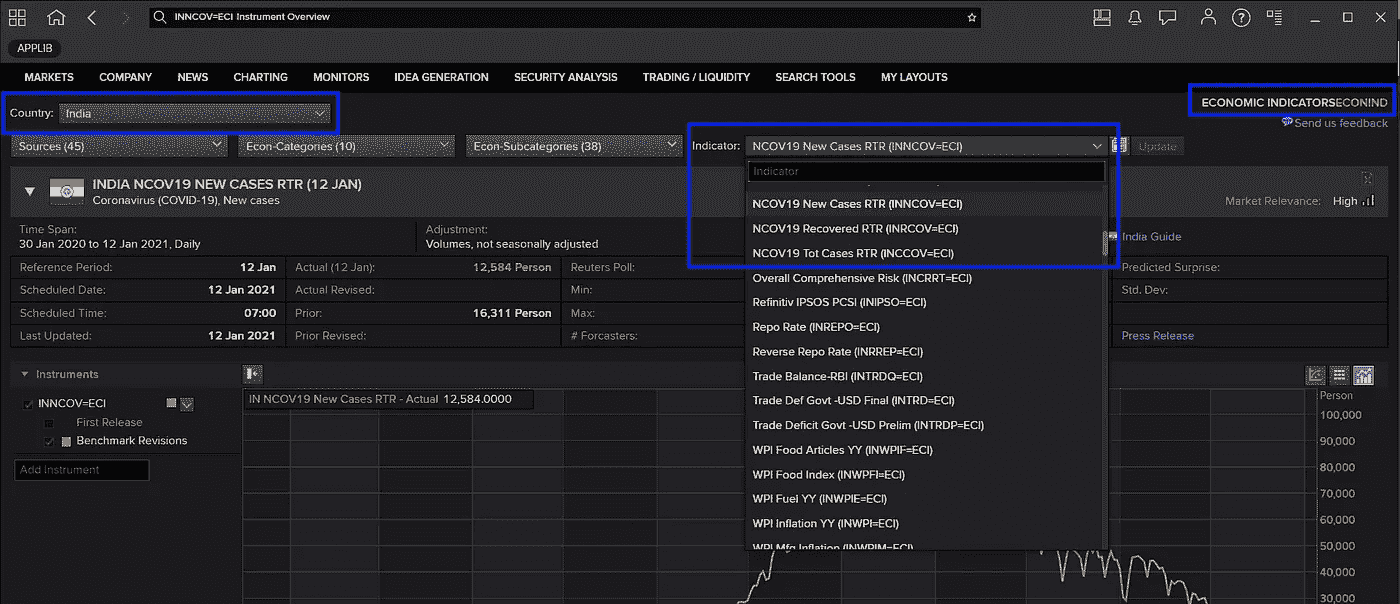 INNCOV=ECI Instrument Overview
APPLIB
MARKETS COMPANY NEWS CHARTING MONITORS IDEA GENERATION SECURITY ANALYSIS TRADING / LIQUIDITY SEARCH TOOLS MY LAYOUTS
Country: India
ECONOMIC INDICATORSECONIND
Send us feedback
Sources (45) Econ-Categories (10) Econ-Subcategories (38) Indicator: NCOV19 New Cases RTR (INNCOV=ECI) Update
Indicator
INDIA NCOV19 NEW CASES RTR (12 JAN)
Coronavirus (COVID-19), New cases
Market Relevance: High
NCOV19 New Cases RTR (INNCOV=ECI)
NCOV19 Recovered RTR (INRCOV=ECI)
NCOV19 Tot Cases RTR (INCCOV=ECI)
Overall Comprehensive Risk (INCRRT=ECI)
Refinitiv IPSOS PCSI (INIPSO=ECI)
Repo Rate (INREPO=ECI)
Reverse Repo Rate (INRREP=ECI)
Trade Balance-RBI (INTRDQ=ECI)
Trade Def Govt -USD Final (INTRD=ECI)
Trade Deficit Govt -USD Prelim (INTRDP=ECI)
WPI Food Articles YY (INWPIF=ECI)
WPI Food Index (INWPFI=ECI)
WPI Fuel YY (INWPIE=ECI)
WPI Inflation YY (INWPI=ECI)
WPI Mfg Inflation (INWPIM=ECI)
Time Span:
30 Jan 2020 to 12 Jan 2021, Daily
Adjustment:
Volumes, not seasonally adjusted
India Guide
Reference Period: 12 Jan Actual (12 Jan): 12,584 Person Reuters Poll: Predicted Surprise:
Scheduled Date: 12 Jan 2021 Actual Revised: Min: Std. Dev:
Scheduled Time: 07:00 Prior: 16,311 Person Max:
Last Updated: 12 Jan 2021 Prior Revised: # Forcasters: Press Release
Instruments
INNCOV=ECI
First Release
Benchmark Revisions
Add Instrument
IN NCOV19 New Cases RTR - Actual 12,584.0000
Person
100,000
90,000
80,000
70,000
60,000
50,000
40,000
30,000